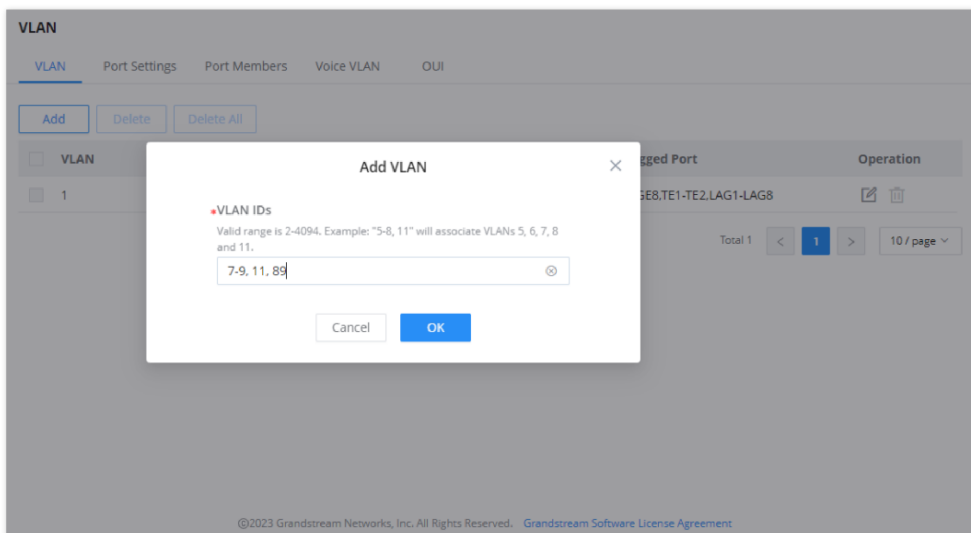 VLAN
VLAN Port Settings Port Members Voice VLAN OUI
Add Delete Delete All
VLAN Port Operation
1 TE1-TE2,LAG1-LAG8
Add VLAN
*VLAN IDs
Valid range is 2-4094. Example: "5-8, 11" will associate VLANs 5, 6, 7, 8
and 11.
7-9, 11, 89
Cancel OK
Total 1 < 1 > 10 / page
©2023 Grandstream Networks, Inc. All Rights Reserved. Grandstream Software License Agreement